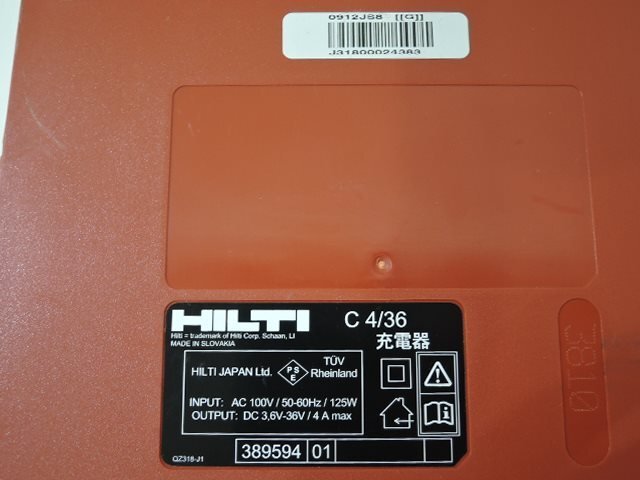 0912JS8 [[G]]
J31800024383
HILTI C 4/36
Hilti = trademark of Hilti Corp. Schaan, LI
MADE IN SLOVAKIA
充電器
HILTI JAPAN Ltd.
PS
E
TÜV
Rheinland
INPUT: AC 100V / 50-60Hz / 125W
OUTPUT: DC 3,6V-36V / 4 A max
389594 01
QZ318-J1